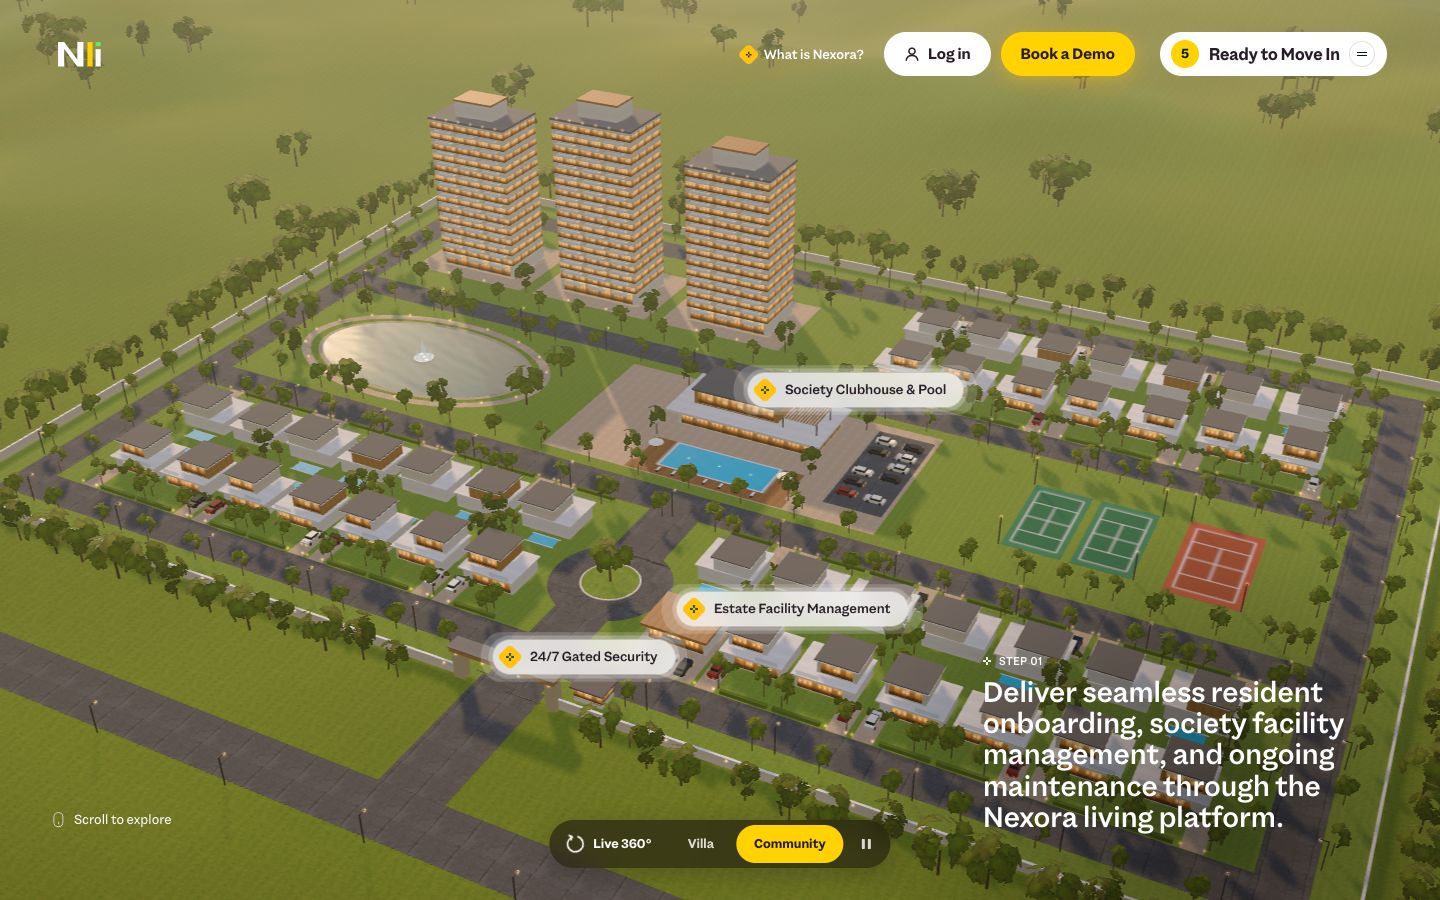 Nli
What is Nexora?
Log in
Book a Demo
5
Ready to Move In
Society Clubhouse & Pool
Estate Facility Management
24/7 Gated Security
STEP 01
Deliver seamless resident
onboarding, society facility
management, and ongoing
maintenance through the
Nexora living platform.
Scroll to explore
Live 360°
Villa
Community